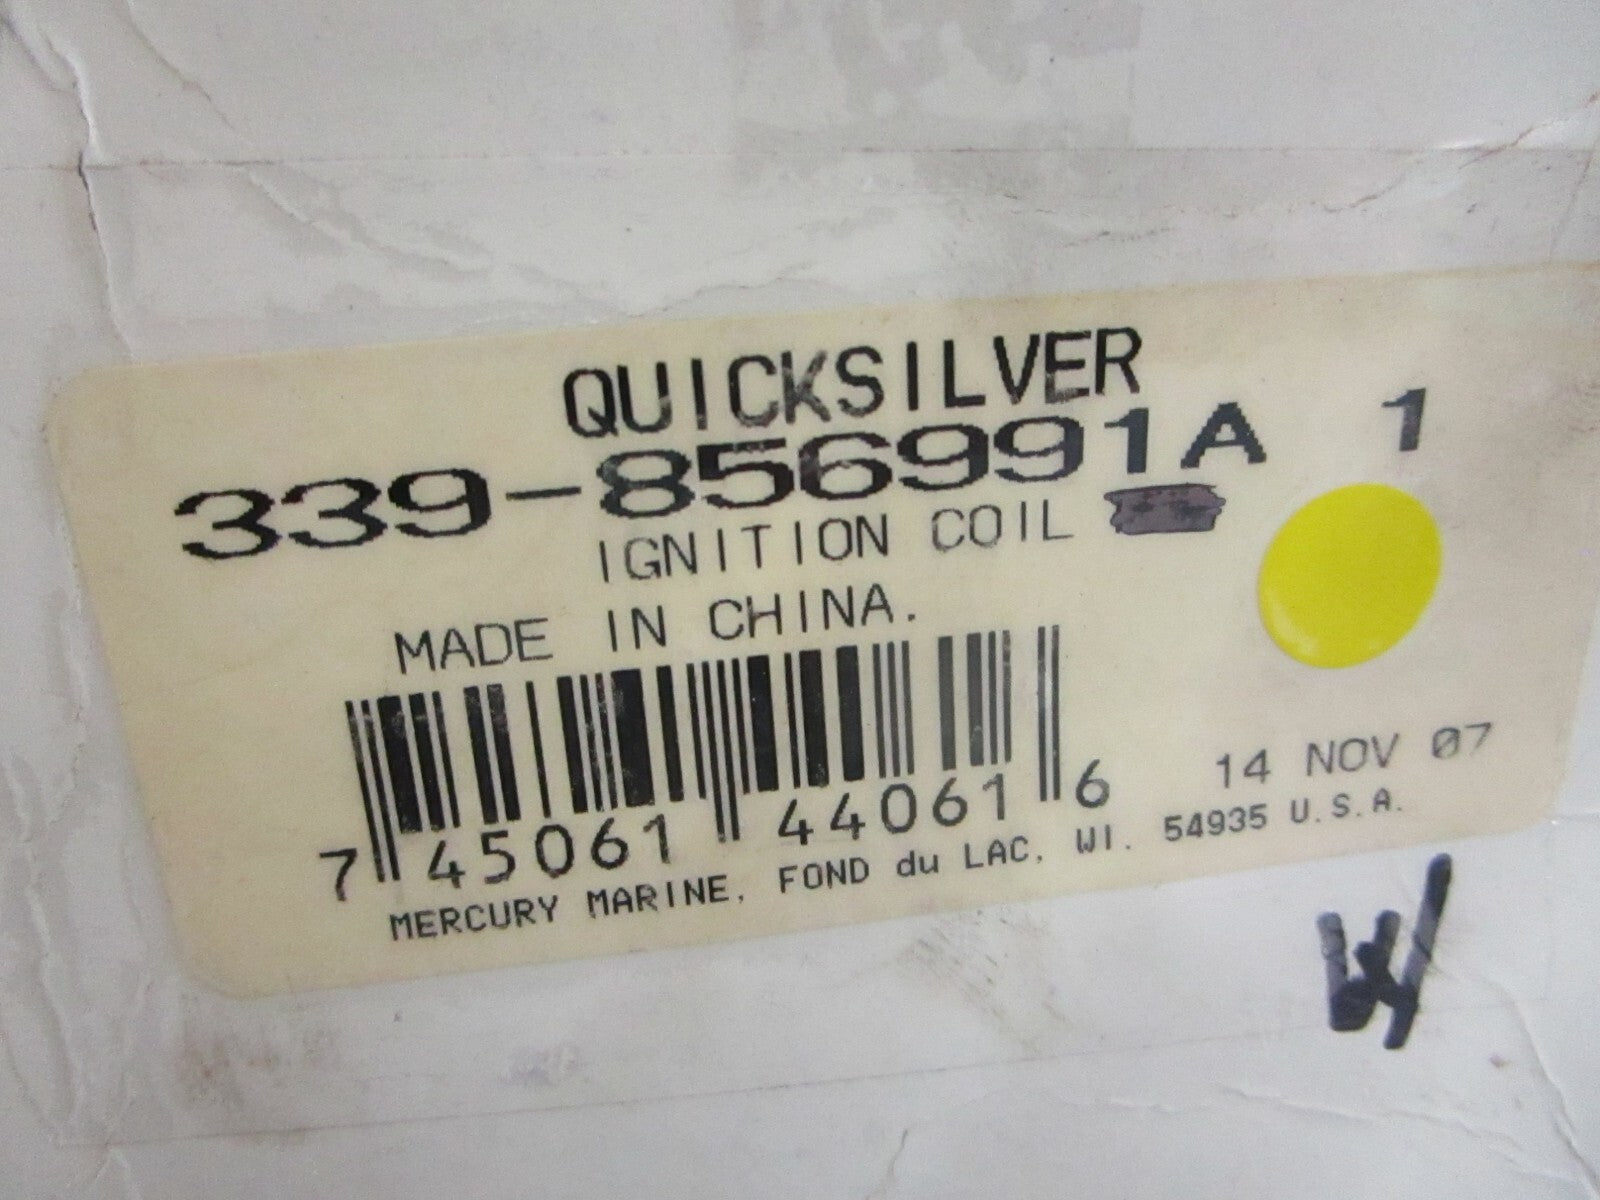 QUICKSILVER
339-856991A 1
IGNITION COIL
MADE IN CHINA.
7 45061 44061 6
14 NOV 07
MERCURY MARINE, FOND du LAC, WI. 54935 U.S.A.
W